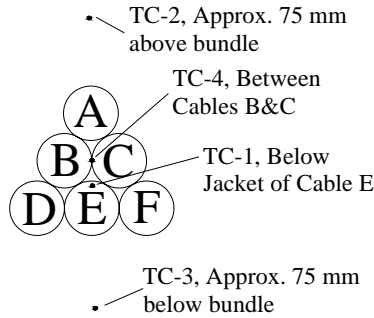 TC-2, Approx. 75 mm
above bundle
TC-4, Between
Cables B&C
A
B C
TC-1, Below
Jacket of Cable E
D E F
TC-3, Approx. 75 mm
below bundle